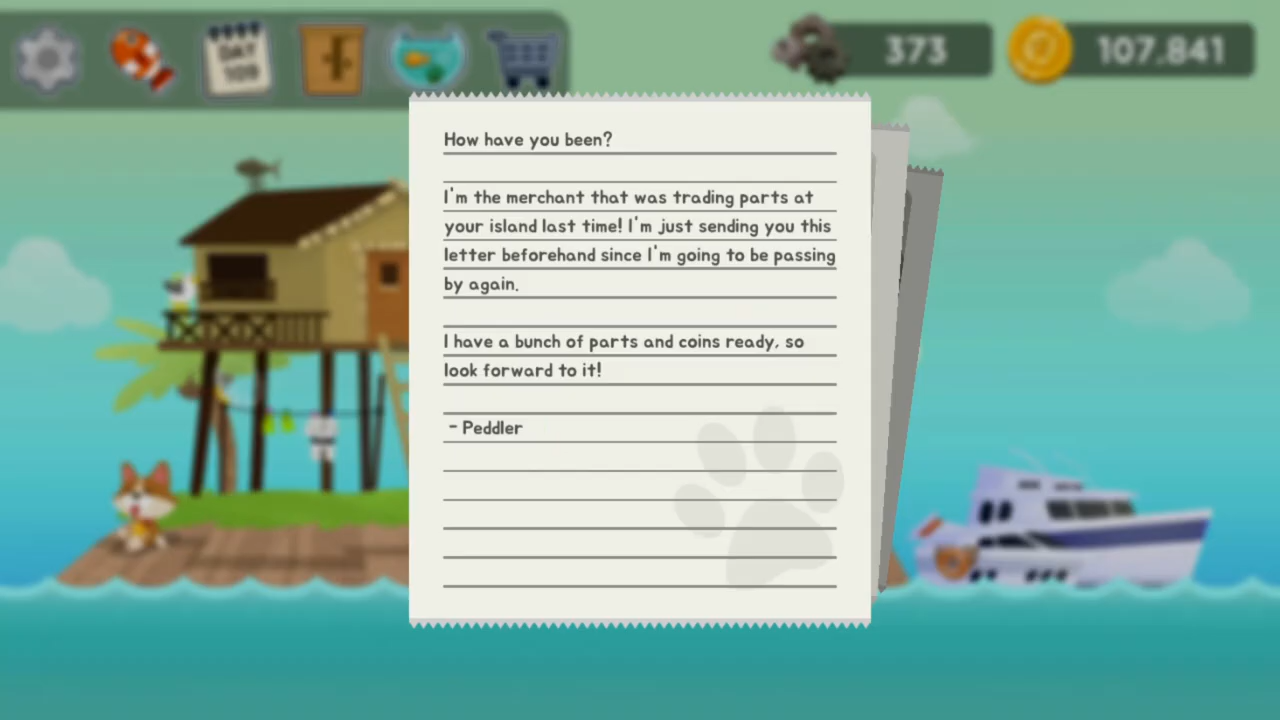 DAY
109
373
107.841
How have you been?
I'm the merchant that was trading parts at
your island last time! I'm just sending you this
letter beforehand since I'm going to be passing
by again.
I have a bunch of parts and coins ready, so
look forward to it!
- Peddler